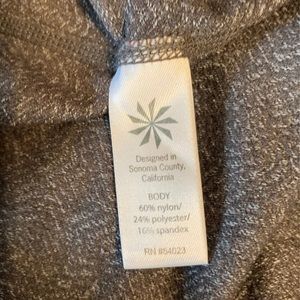 Designed in
Sonoma County,
California
BODY
60% nylon/
24% polyester/
16% spandex
RN #54023